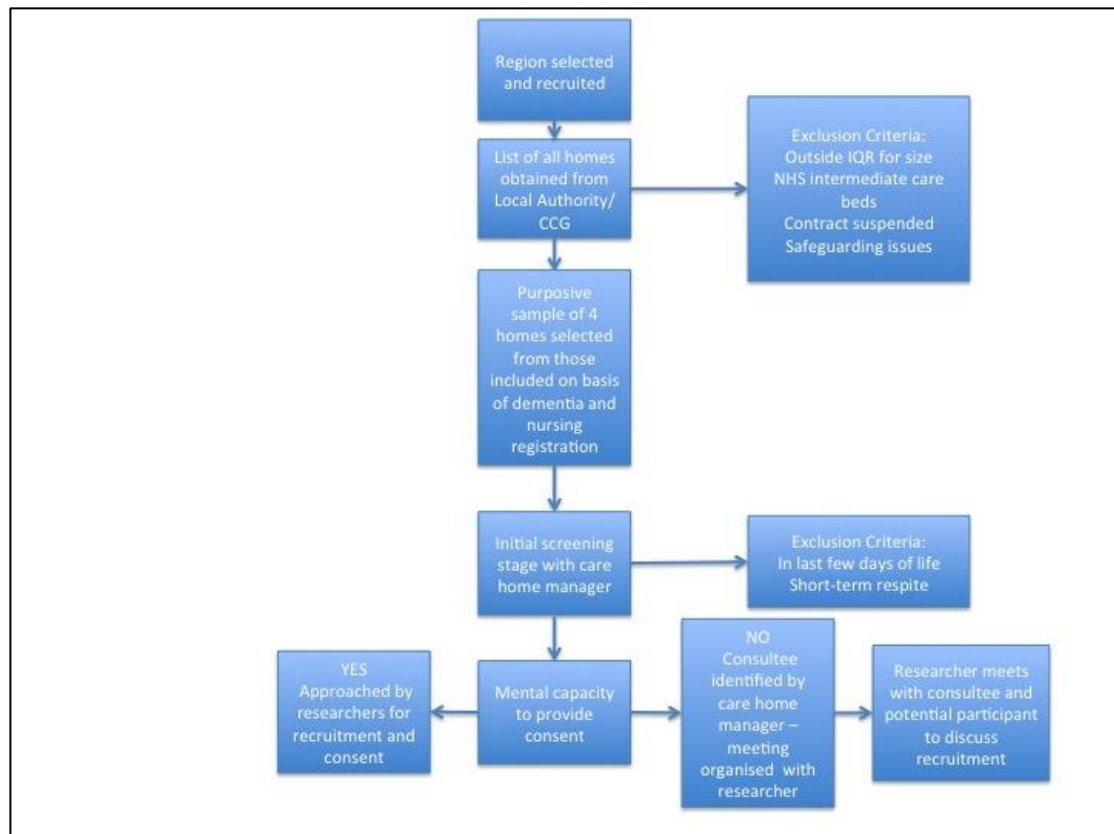 Region selected
and recruited
List of all homes
obtained from
Local Authority/
CCG
Exclusion Criteria:
Outside IQR for size
NHS intermediate care
beds
Contract suspended
Safeguarding issues
Purposive
sample of 4
homes selected
from those
included on basis
of dementia and
nursing
registration
Initial screening
stage with care
home manager
Exclusion Criteria:
In last few days of life
Short-term respite
YES
Approached by
researchers for
recruitment and
consent
Mental capacity
to provide
consent
NO
Consultee
identified by
care home
manager –
meeting
organised with
researcher
Researcher meets
with consultee and
potential participant
to discuss
recruitment